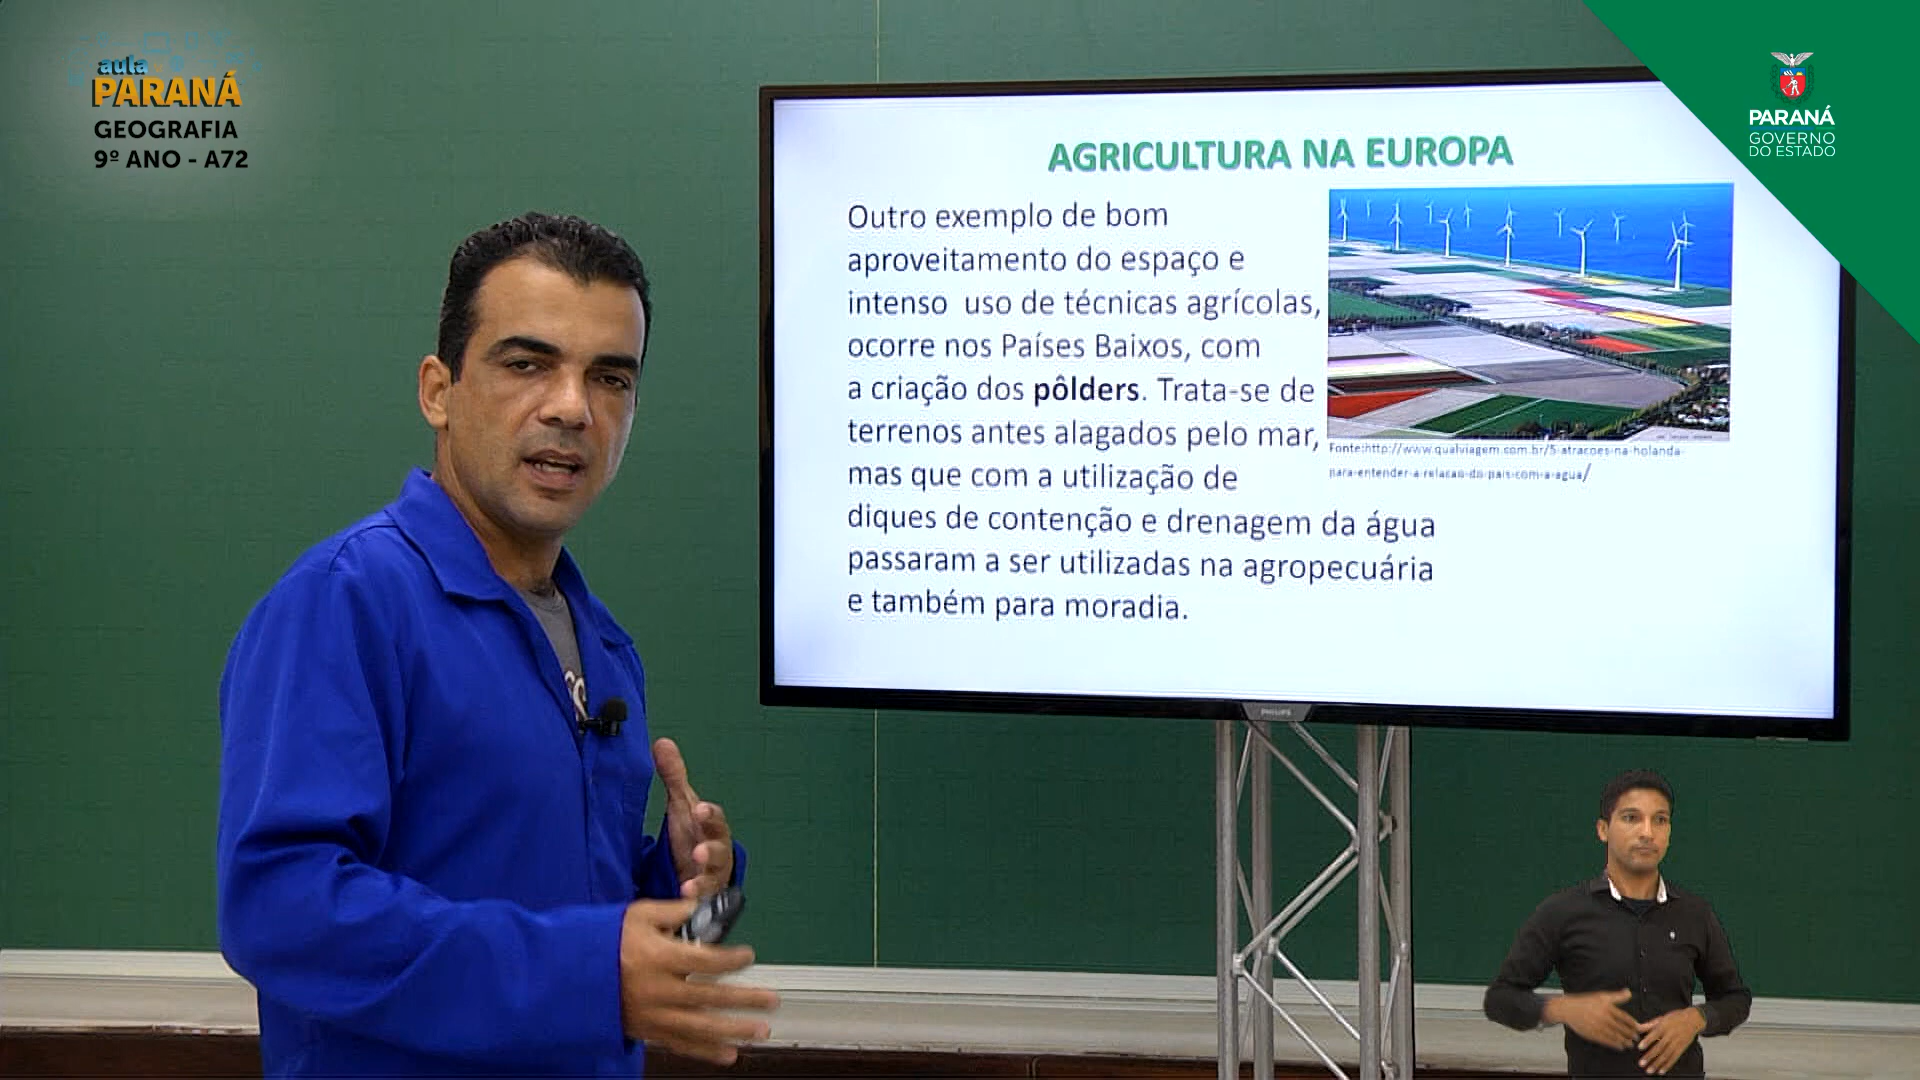 aula
PARANÁ
GEOGRAFIA
9º ANO - A72
PARANÁ
GOVERNO
DO ESTADO
AGRICULTURA NA EUROPA
Outro exemplo de bom
aproveitamento do espaço e
intenso uso de técnicas agrícolas,
ocorre nos Países Baixos, com
a criação dos pôlders. Trata-se de
terrenos antes alagados pelo mar,
mas que com a utilização de
diques de contenção e drenagem da água
passaram a ser utilizadas na agropecuária
e também para moradia.
Fonte:http://www.qualviagem.com.br/5-atracoes-na-holanda-
para-entender-a-relacao-do-pais-com-a-agua/
PHILIPS